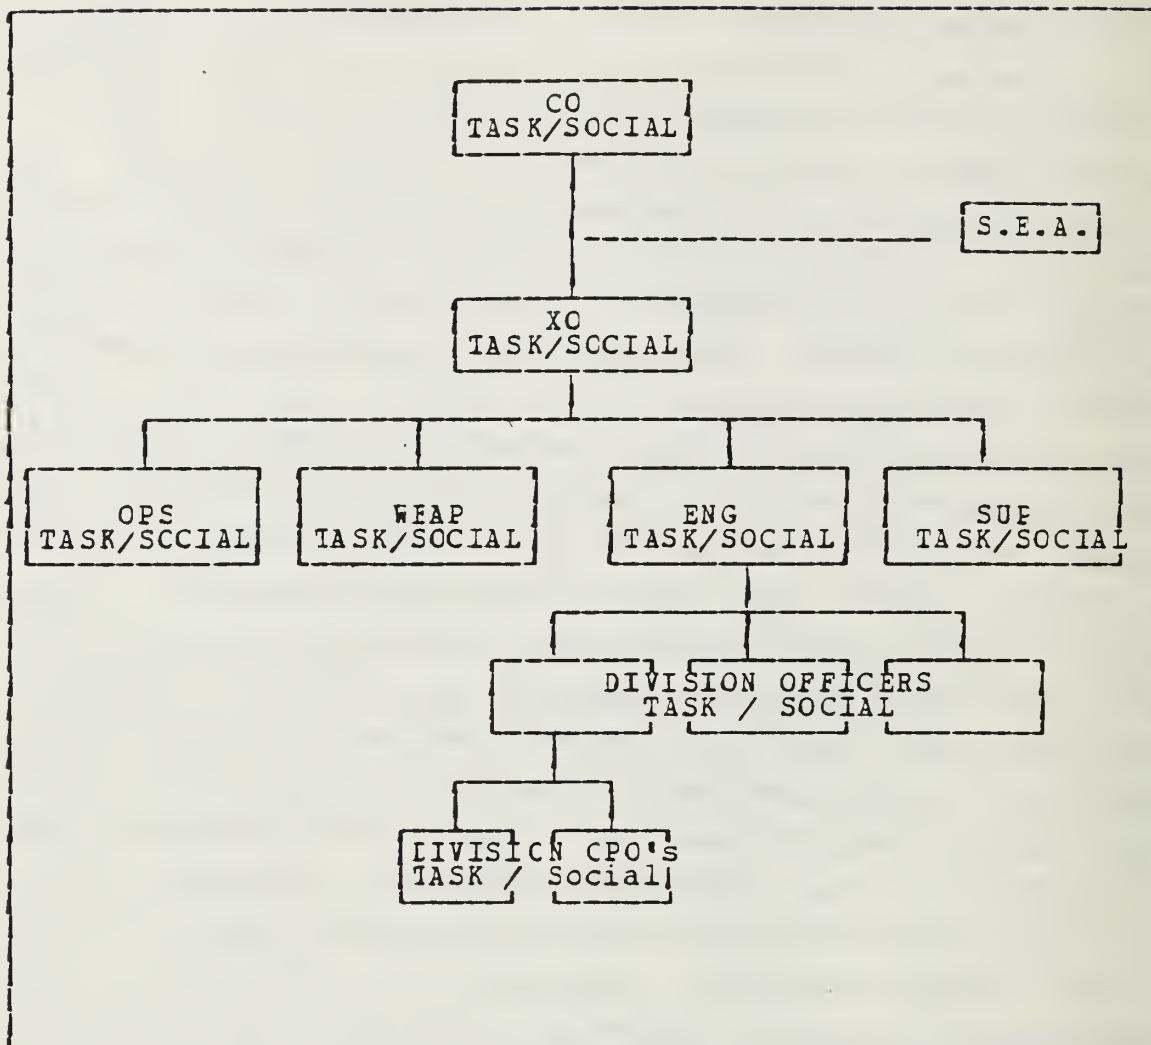 CO
TASK/SOCIAL
S.E.A.
XO
TASK/SOCIAL
OPS
TASK/SOCIAL
WEAP
TASK/SOCIAL
ENG
TASK/SOCIAL
SUP
TASK/SOCIAL
DIVISION OFFICERS
TASK / SOCIAL
DIVISION CPO's
TASK / Social